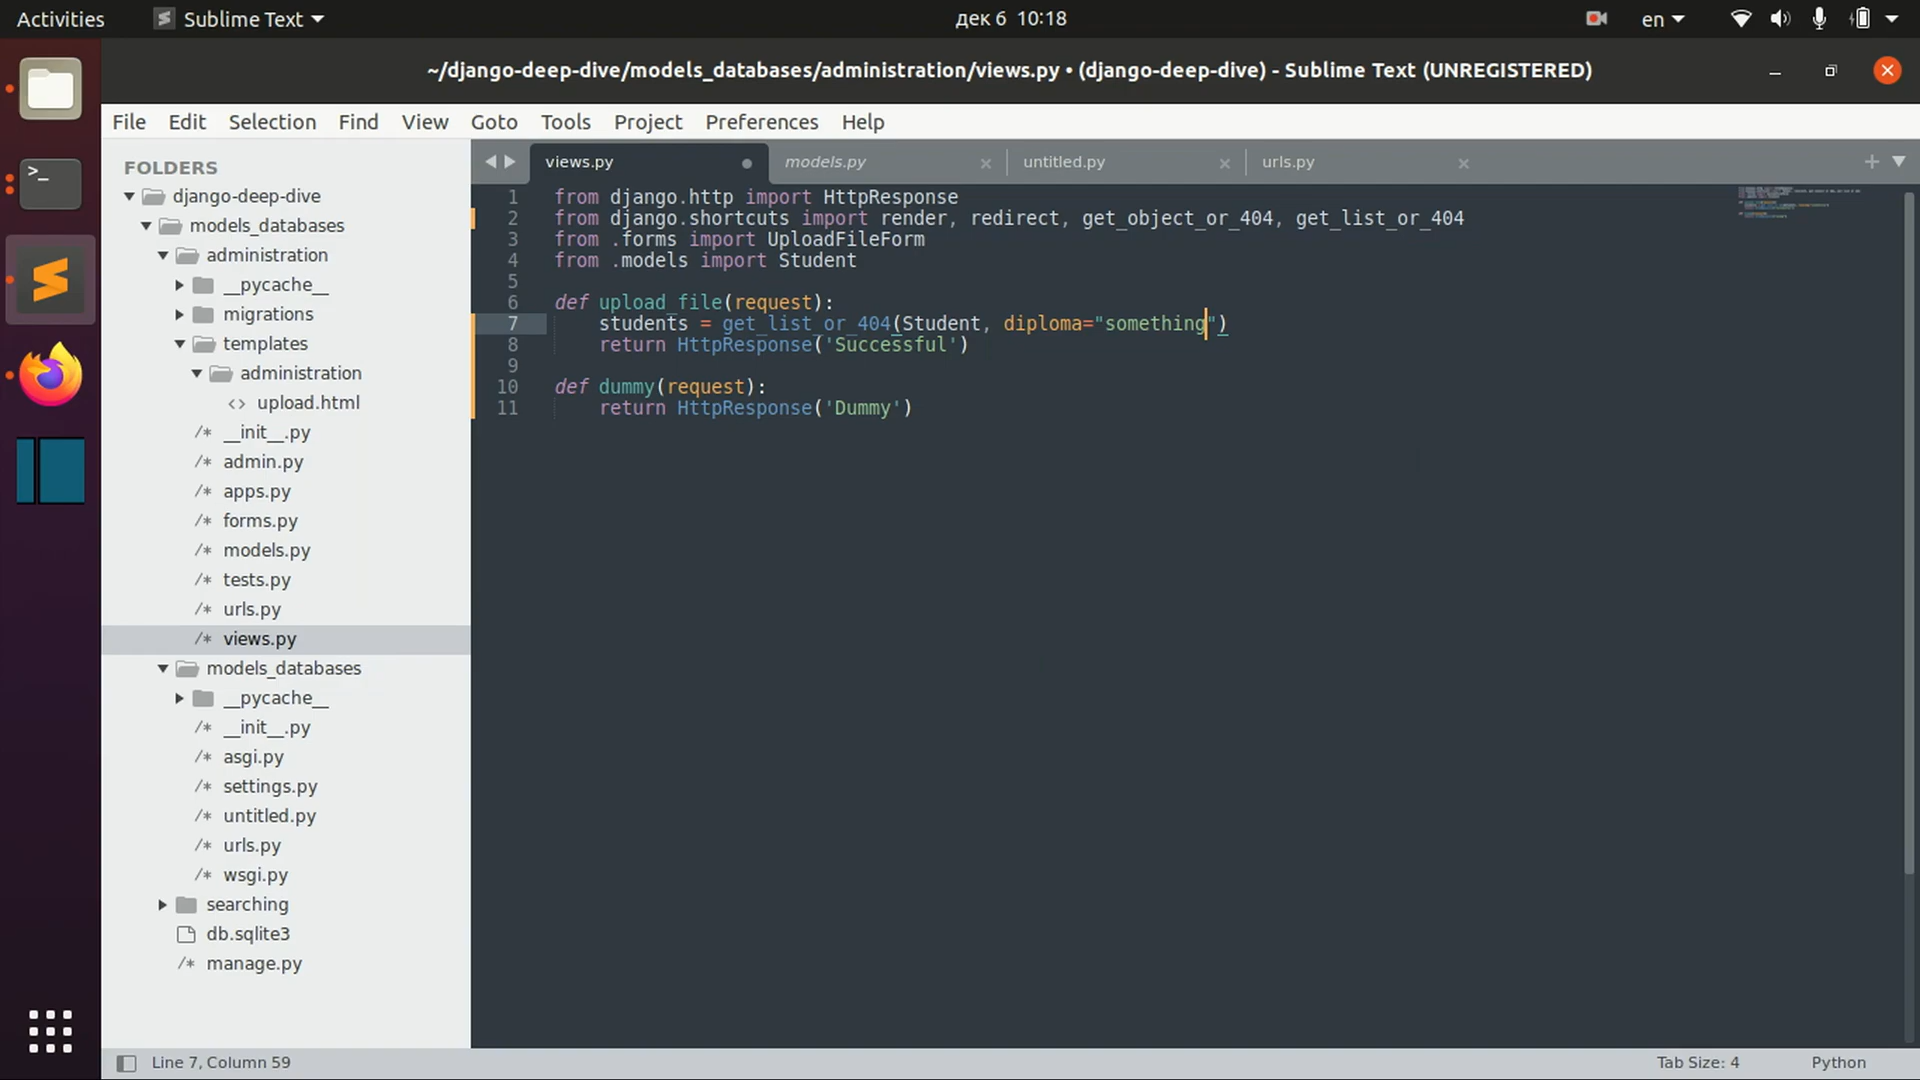 Activities
Sublime Text
дек 6 10:18
en
~/django-deep-dive/models_databases/administration/views.py • (django-deep-dive) - Sublime Text (UNREGISTERED)
File Edit Selection Find View Goto Tools Project Preferences Help
FOLDERS
django-deep-dive
models_databases
administration
__pycache__
migrations
templates
administration
<> upload.html
/* __init__.py
/* admin.py
/* apps.py
/* forms.py
/* models.py
/* tests.py
/* urls.py
/* views.py
models_databases
__pycache__
/* __init__.py
/* asgi.py
/* settings.py
/* untitled.py
/* urls.py
/* wsgi.py
searching
db.sqlite3
/* manage.py
views.py
models.py
untitled.py
urls.py
1 from django.http import HttpResponse
2 from django.shortcuts import render, redirect, get_object_or_404, get_list_or_404
3 from .forms import UploadFileForm
4 from .models import Student
5
6 def upload_file(request):
7 students = get_list_or_404(Student, diploma="something")
8 return HttpResponse('Successful')
9
10 def dummy(request):
11 return HttpResponse('Dummy')
Line 7, Column 59
Tab Size: 4
Python